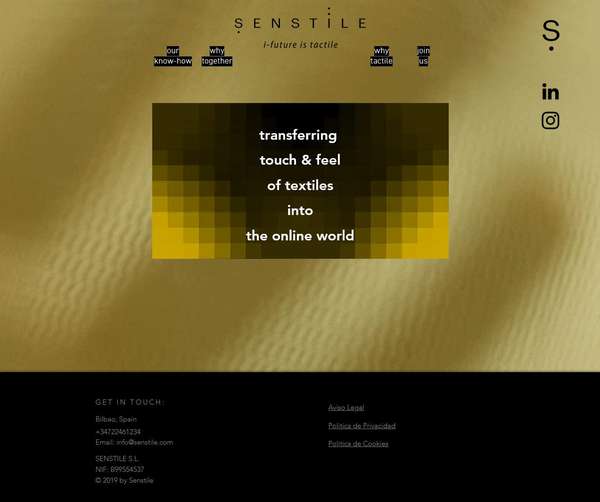 SENSTILE
i-future is tactile
our
know-how
why
together
why
tactile
join
us
S
in
transferring
touch & feel
of textiles
into
the online world
GET IN TOUCH:
Bilbao, Spain
+34722461234
Email: info@senstile.com
SENSTILE S.L.
NIF: B99554537
© 2019 by Senstile
Aviso Legal
Política de Privacidad
Política de Cookies